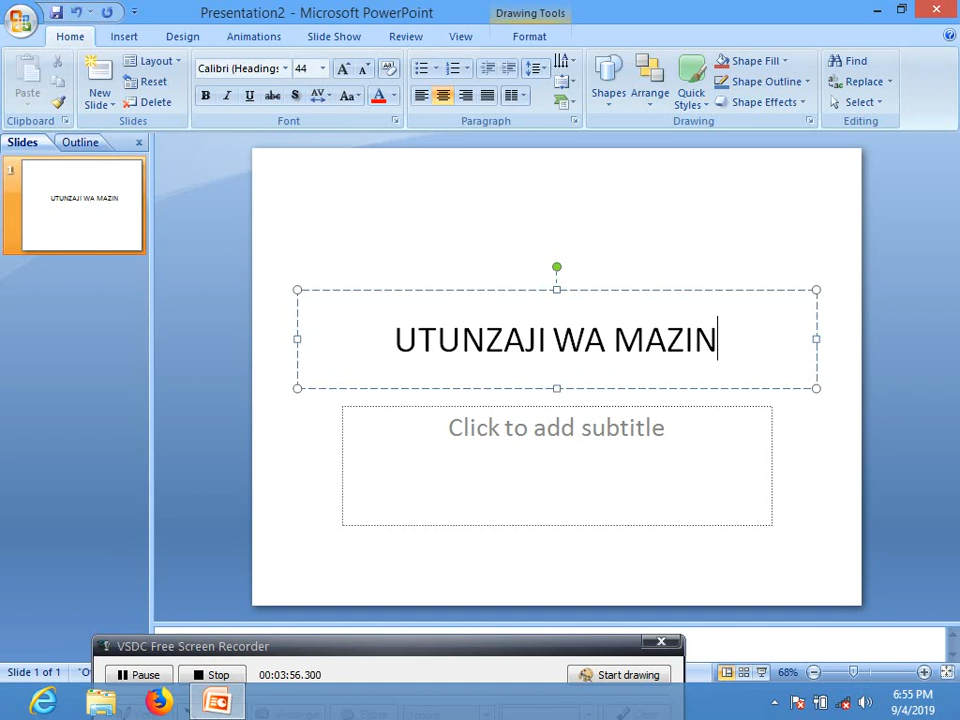 Presentation2 - Microsoft PowerPoint
Drawing Tools
Home Insert Design Animations Slide Show Review View Format
Paste
Clipboard
New Slide
Layout
Reset
Delete
Slides
Calibri (Headings 44
B I U abc S AV Aa A
Font
Paragraph
Shapes
Arrange
Quick Styles
Shape Fill
Shape Outline
Shape Effects
Drawing
Find
Replace
Select
Editing
Slides Outline
1
UTUNZAJI WA MAZIN
UTUNZAJI WA MAZIN
Click to add subtitle
VSDC Free Screen Recorder
Pause Stop 00:03:56.300 Start drawing
Slide 1 of 1
68%
6:55 PM
9/4/2019